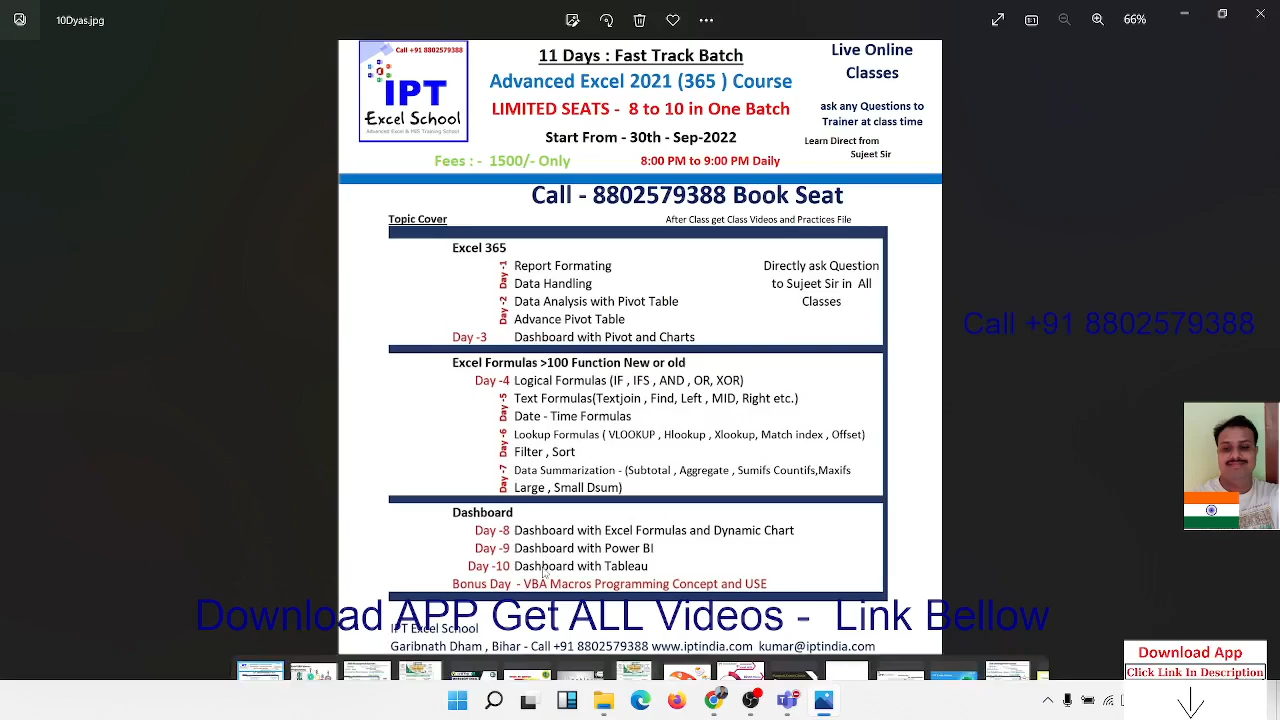 10Dyas.jpg
66%
Call +91 8802579388
IPT
Excel School
Advanced Excel & MIS Training School
11 Days : Fast Track Batch
Advanced Excel 2021 (365 ) Course
LIMITED SEATS - 8 to 10 in One Batch
Start From - 30th - Sep-2022
Fees : - 1500/- Only
8:00 PM to 9:00 PM Daily
Live Online
Classes
ask any Questions to
Trainer at class time
Learn Direct from
Sujeet Sir
Call - 8802579388 Book Seat
Topic Cover
After Class get Class Videos and Practices File
Excel 365
Day -1
Report Formating
Data Handling
Day -2
Data Analysis with Pivot Table
Advance Pivot Table
Day -3 Dashboard with Pivot and Charts
Directly ask Question
to Sujeet Sir in All
Classes
Excel Formulas >100 Function New or old
Day -4 Logical Formulas (IF , IFS , AND , OR, XOR)
Day -5
Text Formulas(Textjoin , Find, Left , MID, Right etc.)
Date - Time Formulas
Day -6
Lookup Formulas ( VLOOKUP , Hlookup , Xlookup, Match index , Offset)
Filter , Sort
Day -7
Data Summarization - (Subtotal , Aggregate , Sumifs Countifs,Maxifs
Large , Small Dsum)
Dashboard
Day -8 Dashboard with Excel Formulas and Dynamic Chart
Day -9 Dashboard with Power BI
Day -10 Dashboard with Tableau
Bonus Day - VBA Macros Programming Concept and USE
Download APP Get ALL Videos - Link Bellow
IPT Excel School
Garibnath Dham , Bihar - Call +91 8802579388 www.iptindia.com kumar@iptindia.com
Call +91 8802579388
Download App
Click Link In Description